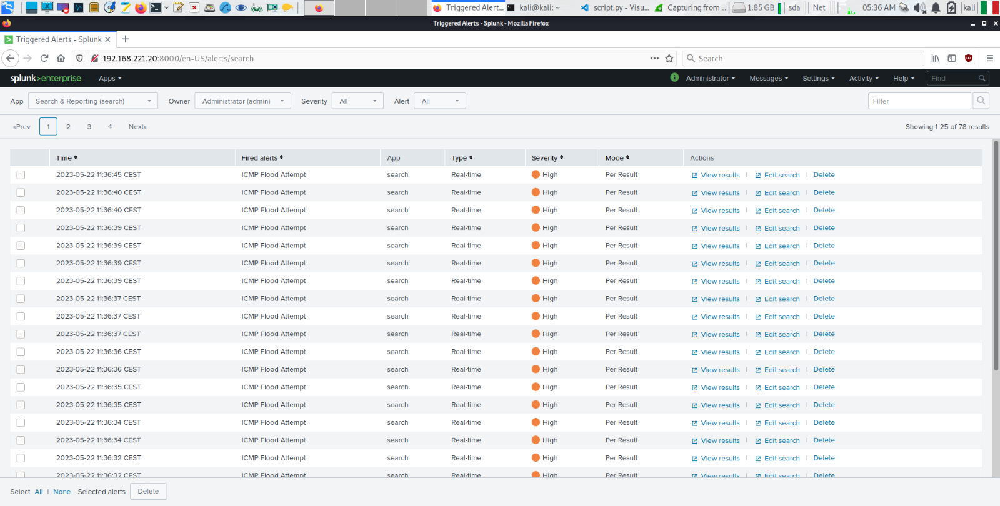 Triggered Alert... kali@kali: ~ script.py - Visu... Capturing from ... 1.85 GB sda Net 05:36 AM kali
Triggered Alerts - Splunk - Mozilla Firefox
Triggered Alerts - Splunk
192.168.221.20:8000/en-US/alerts/search
Search
splunk>enterprise Apps Administrator Messages Settings Activity Help Find
App Search & Reporting (search) Owner Administrator (admin) Severity All Alert All Filter
«Prev 1 2 3 4 Next» Showing 1-25 of 78 results
Time Fired alerts App Type Severity Mode Actions
2023-05-22 11:36:45 CEST ICMP Flood Attempt search Real-time High Per Result View results | Edit search | Delete
2023-05-22 11:36:40 CEST ICMP Flood Attempt search Real-time High Per Result View results | Edit search | Delete
2023-05-22 11:36:40 CEST ICMP Flood Attempt search Real-time High Per Result View results | Edit search | Delete
2023-05-22 11:36:39 CEST ICMP Flood Attempt search Real-time High Per Result View results | Edit search | Delete
2023-05-22 11:36:39 CEST ICMP Flood Attempt search Real-time High Per Result View results | Edit search | Delete
2023-05-22 11:36:39 CEST ICMP Flood Attempt search Real-time High Per Result View results | Edit search | Delete
2023-05-22 11:36:39 CEST ICMP Flood Attempt search Real-time High Per Result View results | Edit search | Delete
2023-05-22 11:36:37 CEST ICMP Flood Attempt search Real-time High Per Result View results | Edit search | Delete
2023-05-22 11:36:37 CEST ICMP Flood Attempt search Real-time High Per Result View results | Edit search | Delete
2023-05-22 11:36:37 CEST ICMP Flood Attempt search Real-time High Per Result View results | Edit search | Delete
2023-05-22 11:36:36 CEST ICMP Flood Attempt search Real-time High Per Result View results | Edit search | Delete
2023-05-22 11:36:36 CEST ICMP Flood Attempt search Real-time High Per Result View results | Edit search | Delete
2023-05-22 11:36:35 CEST ICMP Flood Attempt search Real-time High Per Result View results | Edit search | Delete
2023-05-22 11:36:35 CEST ICMP Flood Attempt search Real-time High Per Result View results | Edit search | Delete
2023-05-22 11:36:34 CEST ICMP Flood Attempt search Real-time High Per Result View results | Edit search | Delete
2023-05-22 11:36:34 CEST ICMP Flood Attempt search Real-time High Per Result View results | Edit search | Delete
2023-05-22 11:36:32 CEST ICMP Flood Attempt search Real-time High Per Result View results | Edit search | Delete
2023-05-22 11:36:32 CEST ICMP Flood Attempt search Real-time High Per Result View results | Edit search | Delete
Select All | None Selected alerts Delete